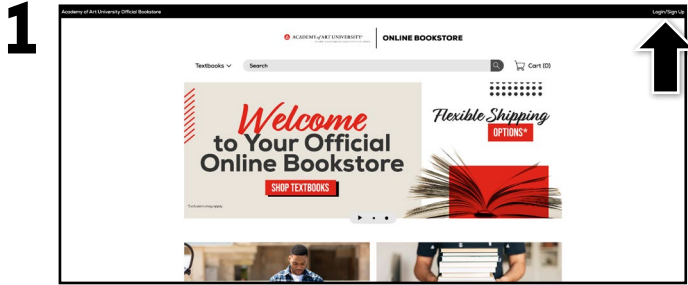 1
Academy of Art University Official Bookstore
Login/Sign Up
ACADEMY of ART UNIVERSITY
ONLINE BOOKSTORE
Textbooks
Search
Cart (0)
Welcome
to Your Official
Online Bookstore
SHOP TEXTBOOKS
Flexible Shipping
OPTIONS*